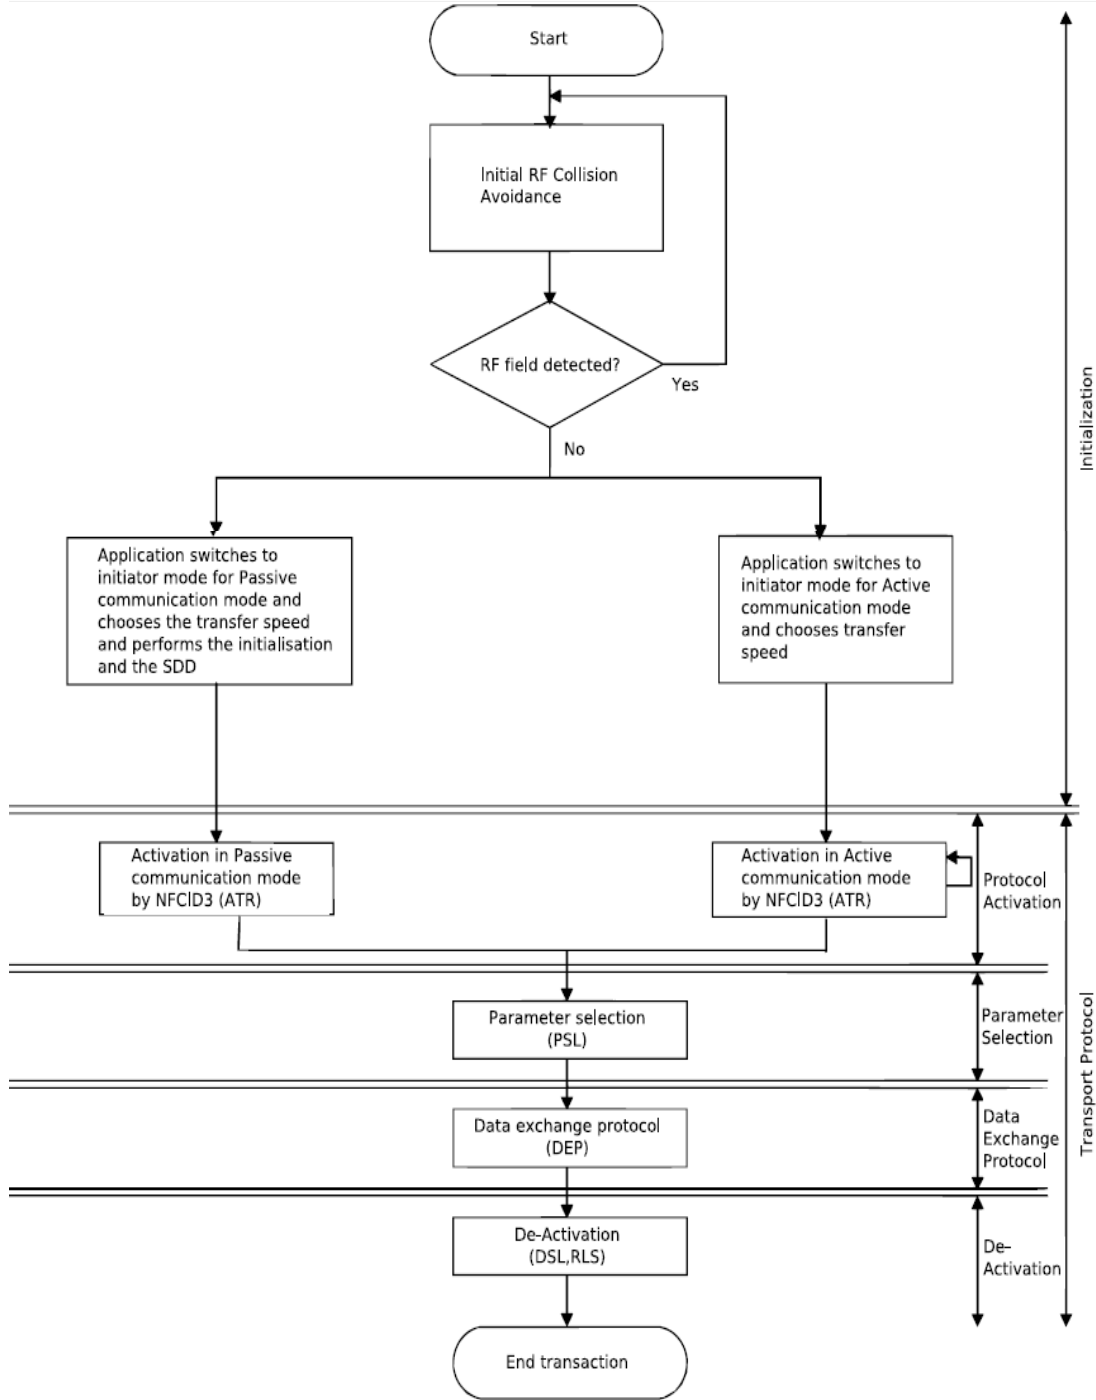 Start
Initial RF Collision
Avoidance
RF field detected?
Yes
No
Initialization
Application switches to
initiator mode for Passive
communication mode and
chooses the transfer speed
and performs the initialisation
and the SDD
Application switches to
initiator mode for Active
communication mode
and chooses transfer
speed
Activation in Passive
communication mode
by NFCID3 (ATR)
Activation in Active
communication mode
by NFCID3 (ATR)
Protocol
Activation
Parameter selection
(PSL)
Parameter
Selection
Transport Protocol
Data exchange protocol
(DEP)
Data
Exchange
Protocol
De-Activation
(DSL,RLS)
De-
Activation
End transaction